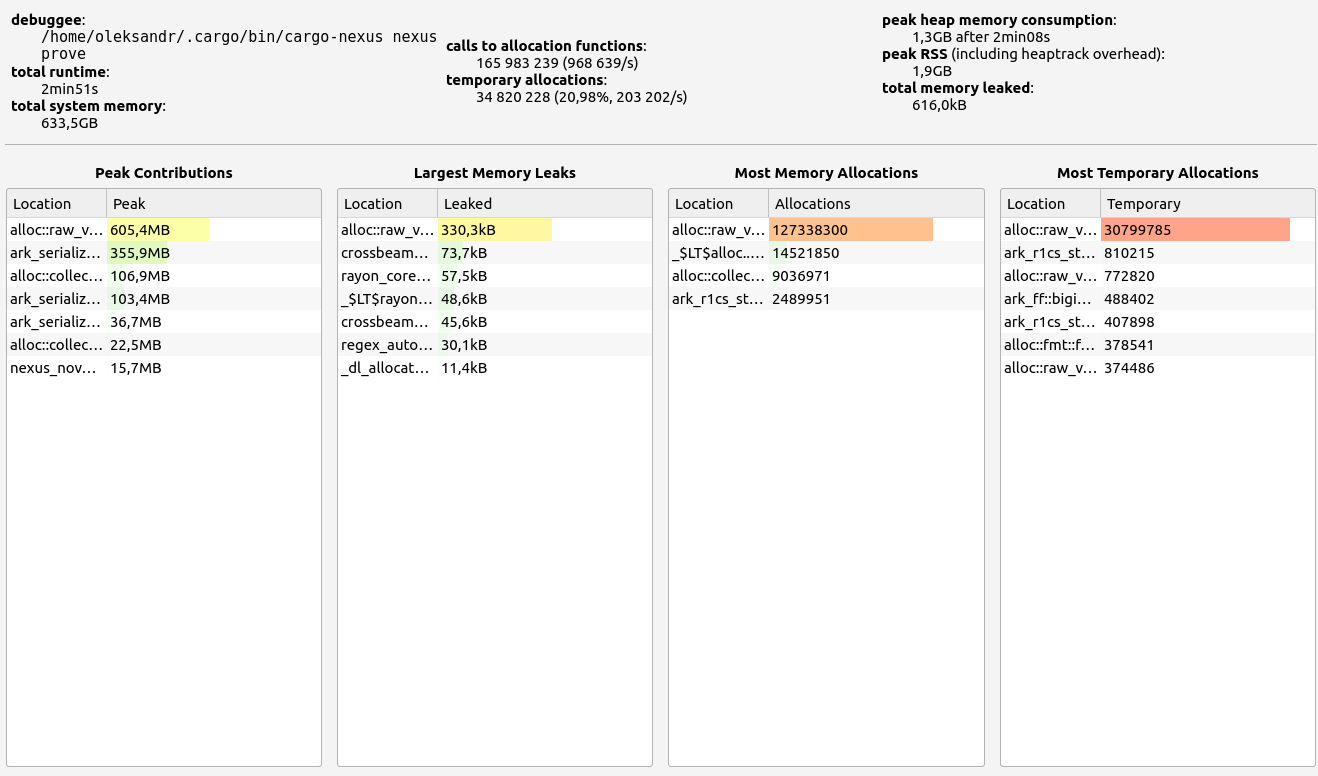 debuggee:
/home/oleksandr/.cargo/bin/cargo-nexus nexus
prove
total runtime:
2min51s
total system memory:
633,5GB
calls to allocation functions:
165 983 239 (968 639/s)
temporary allocations:
34 820 228 (20,98%, 203 202/s)
peak heap memory consumption:
1,3GB after 2min08s
peak RSS (including heaptrack overhead):
1,9GB
total memory leaked:
616,0kB
Peak Contributions
Location Peak
alloc::raw_v... 605,4MB
ark_serializ... 355,9MB
alloc::collec... 106,9MB
ark_serializ... 103,4MB
ark_serializ... 36,7MB
alloc::collec... 22,5MB
nexus_nov... 15,7MB
Largest Memory Leaks
Location Leaked
alloc::raw_v... 330,3kB
crossbeam... 73,7kB
rayon_core... 57,5kB
_$LT$rayon... 48,6kB
crossbeam... 45,6kB
regex_auto... 30,1kB
_dl_allocat... 11,4kB
Most Memory Allocations
Location Allocations
alloc::raw_v... 127338300
_$LT$alloc..... 14521850
alloc::collec... 9036971
ark_r1cs_st... 2489951
Most Temporary Allocations
Location Temporary
alloc::raw_v... 30799785
ark_r1cs_st... 810215
alloc::raw_v... 772820
ark_ff::bigi... 488402
ark_r1cs_st... 407898
alloc::fmt::f... 378541
alloc::raw_v... 374486